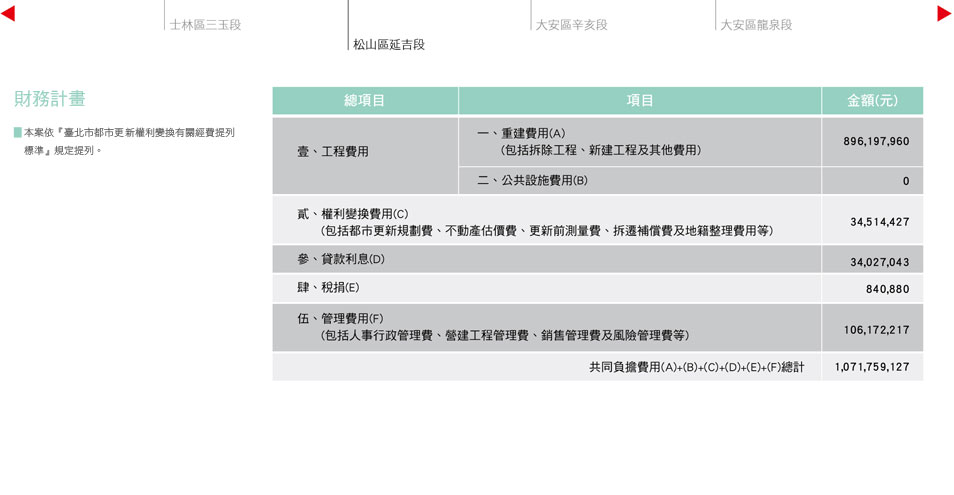 士林區三玉段
松山區延吉段
大安區辛亥段
大安區龍泉段
財務計畫
本案依『臺北市都市更新權利變換有關經費提列
標準』規定提列。
總項目 項目 金額(元)
壹、工程費用
一、重建費用(A)
(包括拆除工程、新建工程及其他費用)
896,197,960
二、公共設施費用(B) 0
貳、權利變換費用(C)
(包括都市更新規劃費、不動產估價費、更新前測量費、拆遷補償費及地籍整理費用等)
34,514,427
參、貸款利息(D) 34,027,043
肆、稅捐(E) 840,880
伍、管理費用(F)
(包括人事行政管理費、營建工程管理費、銷售管理費及風險管理費等)
106,172,217
共同負擔費用(A)+(B)+(C)+(D)+(E)+(F)總計 1,071,759,127